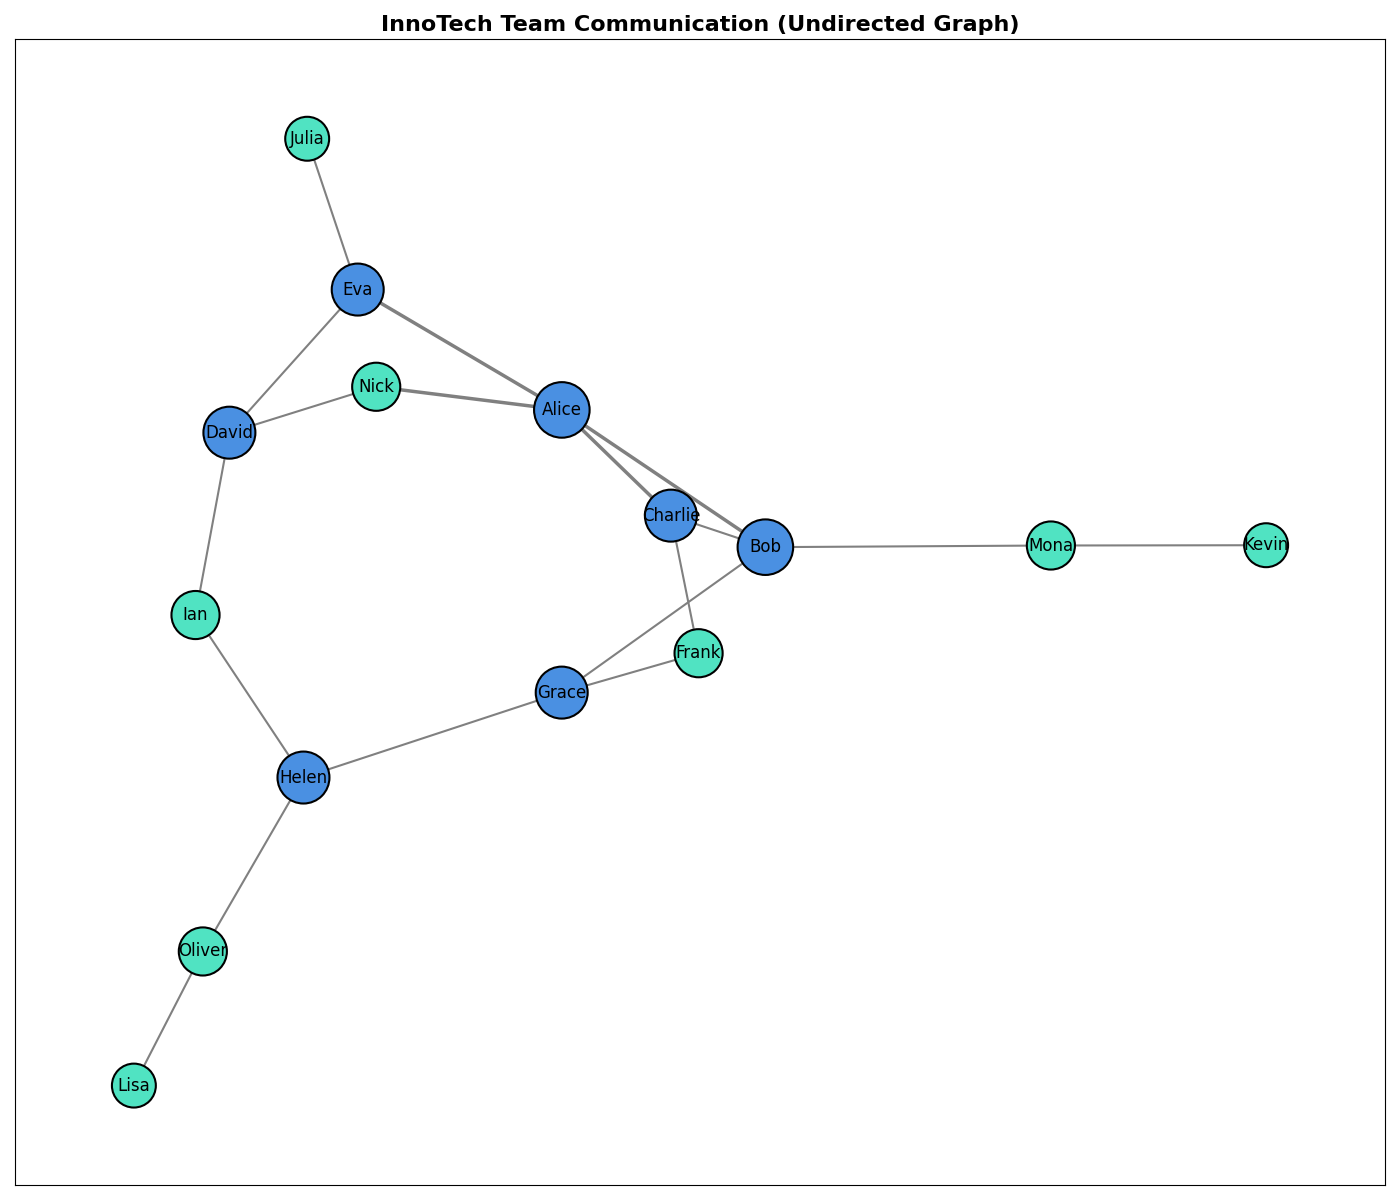 InnoTech Team Communication (Undirected Graph)
Julia
Eva
Nick
Alice
David
Charlie
Bob
Mona
Kevin
Ian
Frank
Grace
Helen
Oliver
Lisa